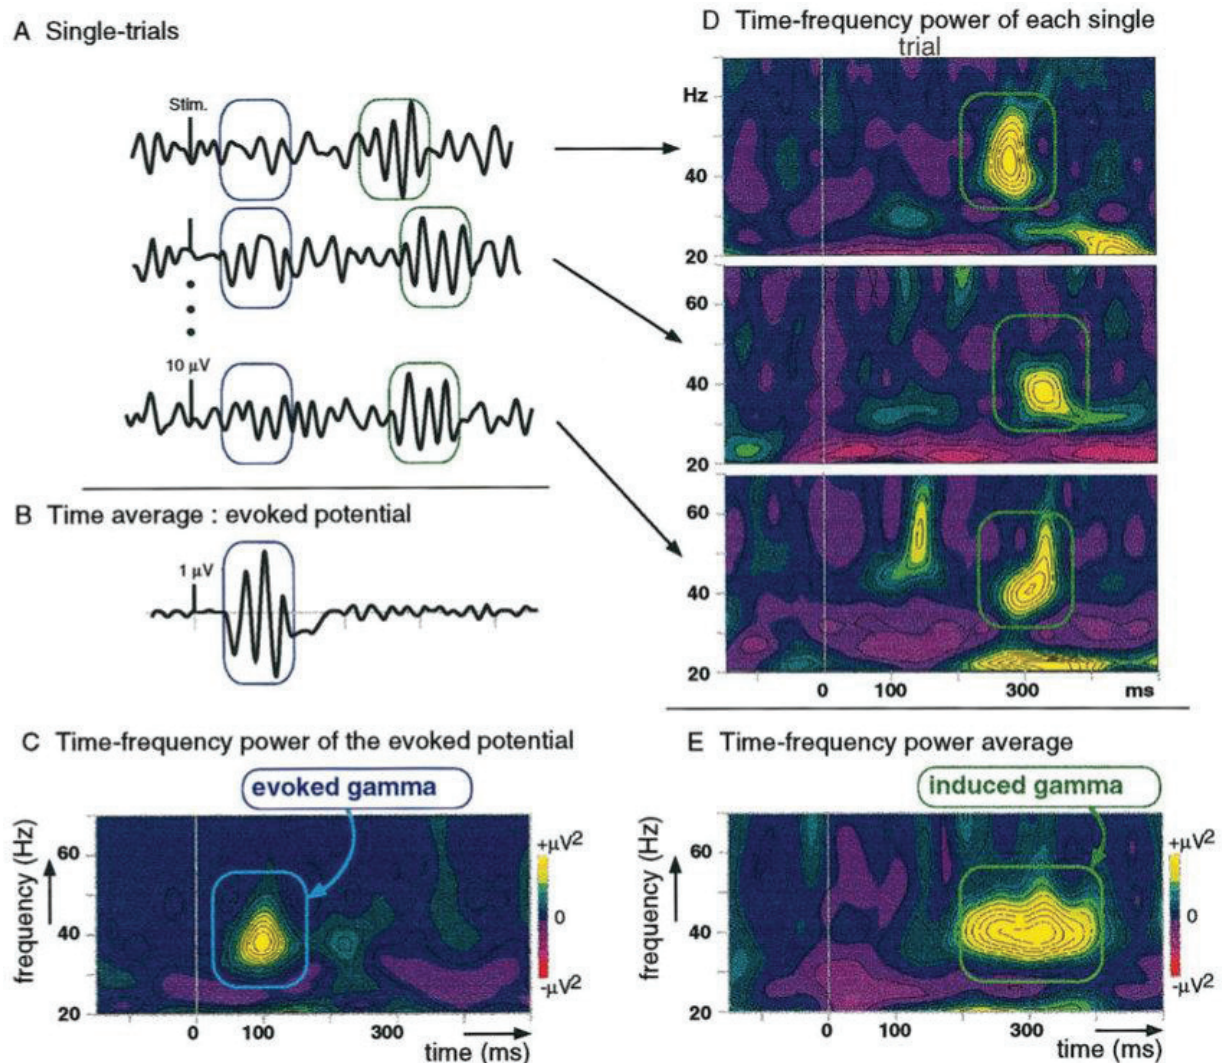 A Single-trials
Stim.
10 µV
B Time average : evoked potential
1 µV
C Time-frequency power of the evoked potential
evoked gamma
frequency (Hz)
60
40
20
0 100 300
time (ms)
+µV²
0
-µV²
D Time-frequency power of each single
trial
Hz
40
20
60
40
20
60
40
20
0 100 300 ms
E Time-frequency power average
induced gamma
frequency (Hz)
60
40
20
0 100 300
time (ms)
+µV²
0
-µV²